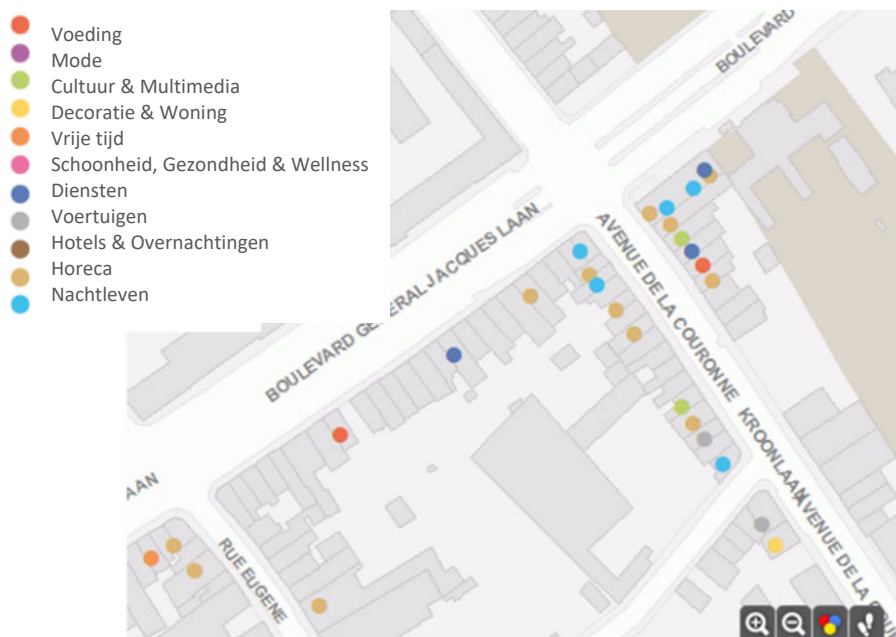 Voeding
Mode
Cultuur & Multimedia
Decoratie & Woning
Vrije tijd
Schoonheid, Gezondheid & Wellness
Diensten
Voertuigen
Hotels & Overnachtingen
Horeca
Nachtleven
BOULEVARD
BOULEVARD GENERAL JACQUES LAAN
AVENUE DE LA COURONNE KROONLAAN
AVENUE DE LA
LAAN
RUE EUGENE